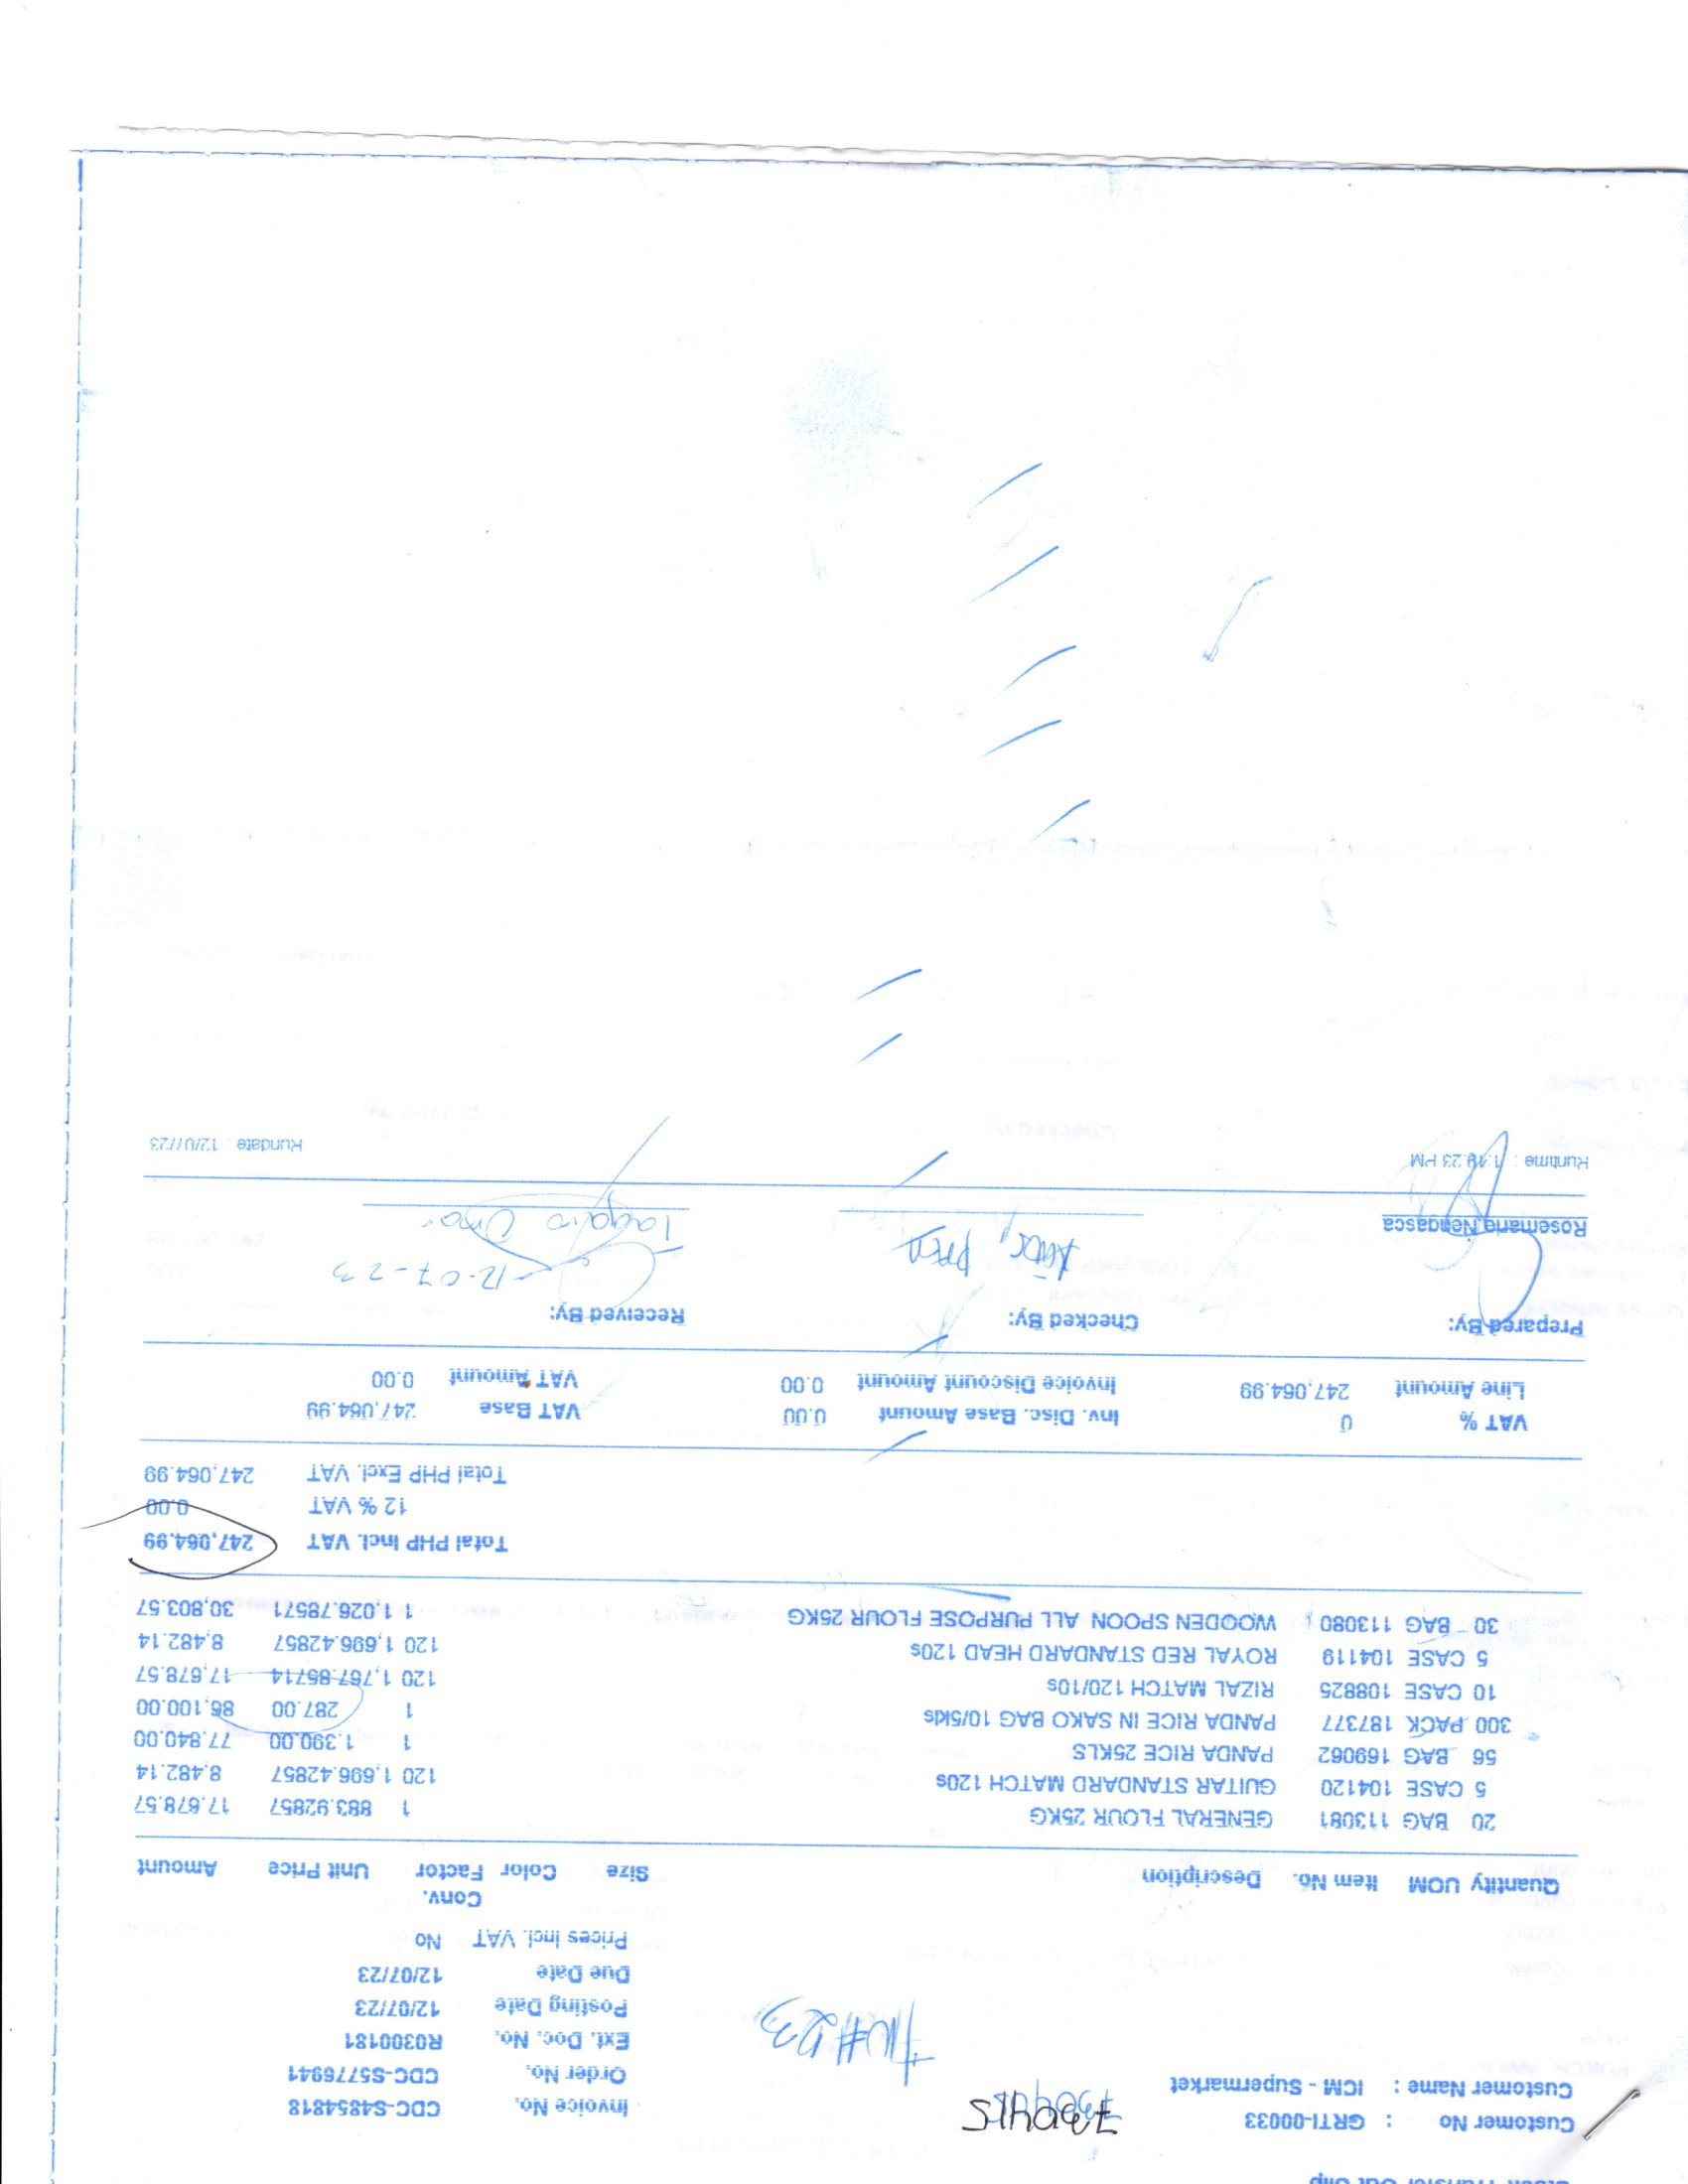 Stock Transfer Out Slip
Customer No : GRTI-00033
Customer Name : ICM - Supermarket
Invoice No. CDC-S4854818
Order No. CDC-S5776941
Ext. Doc. No. R0300181
Posting Date 12/07/23
Due Date 12/07/23
Prices Incl. VAT No
Quantity UOM Item No. Description Size Color Conv. Factor Unit Price Amount
20 BAG 113081 GENERAL FLOUR 25KG 1 883.92857 17,678.57
5 CASE 104120 GUITAR STANDARD MATCH 120s 120 1,696.42857 8,482.14
56 BAG 169062 PANDA RICE 25KLS 1 1,390.00 77,840.00
300 PACK 187377 PANDA RICE IN SAKO BAG 10/5kls 1 287.00 86,100.00
10 CASE 108825 RIZAL MATCH 120/10s 120 1,767.85714 17,678.57
5 CASE 104119 ROYAL RED STANDARD HEAD 120s 120 1,696.42857 8,482.14
30 BAG 113080 WOODEN SPOON ALL PURPOSE FLOUR 25KG 1 1,026.78571 30,803.57
Total PHP Incl. VAT 247,064.99
12 % VAT 0.00
Total PHP Excl. VAT 247,064.99
VAT % 0 Inv. Disc. Base Amount 0.00 VAT Base 247,064.99
Line Amount 247,064.99 Invoice Discount Amount 0.00 VAT Amount 0.00
Prepared By: Checked By: Received By:
12-07-23
Rosemarie Nengasca
Runtime : 1:49:23 PM Rundate : 12/07/23